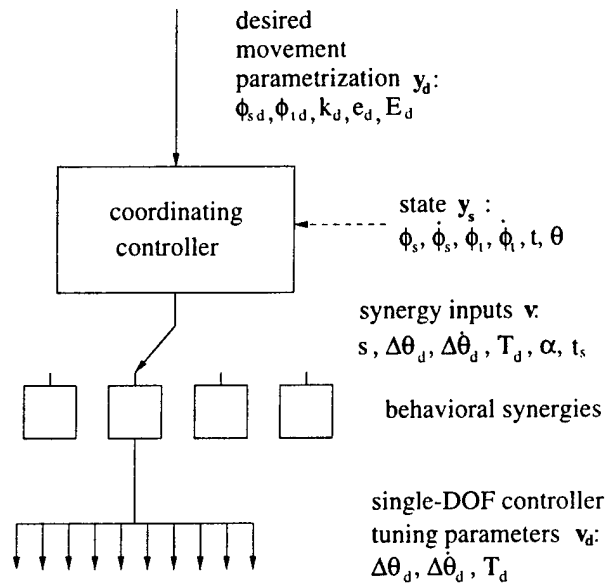 desired
movement
parametrization y_d:
ϕ_sd, ϕ_td, k_d, e_d, E_d
coordinating
controller
state y_s :
ϕ_s, ϕ̇_s, ϕ_t, ϕ̇_t, t, θ
synergy inputs v:
s , Δθ_d, Δθ̇_d , T_d, α, t_s
behavioral synergies
single-DOF controller
tuning parameters v_d:
Δθ_d, Δθ̇_d, T_d